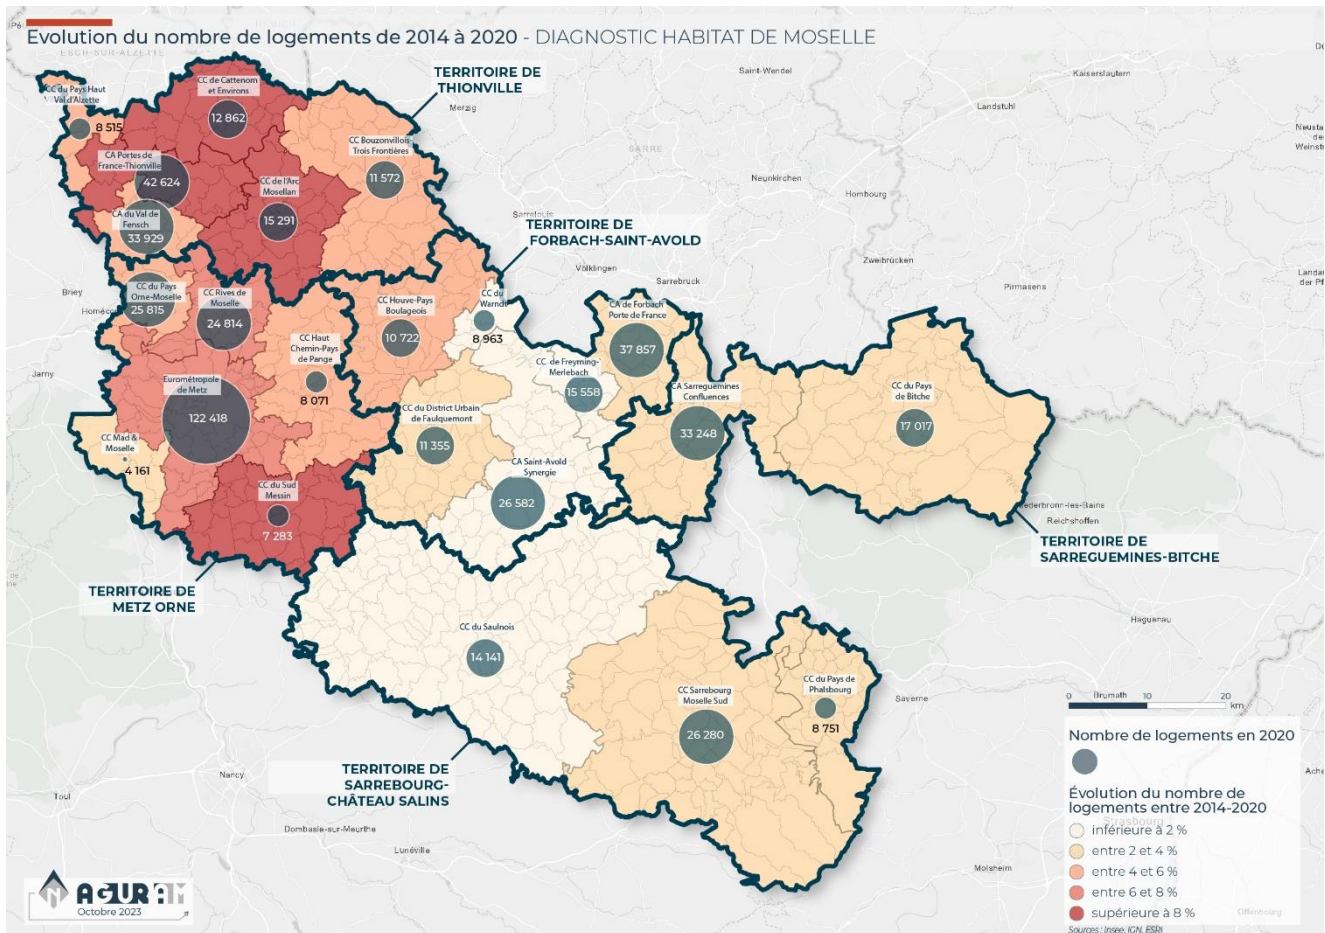 Evolution du nombre de logements de 2014 à 2020 - DIAGNOSTIC HABITAT DE MOSELLE
ESCH-SUR-ALZETTE
Saint-Wendel
Kaiserslautern
TERRITOIRE DE
THIONVILLE
CC de Cattenom
et Environs
12 862
CC du Pays Haut
Val d'Alzette
8 515
Merzig
Landstuhl
CC Bouzonvillois
Trois Frontières
11 572
SARRE
CA Portes de
France-Thionville
42 624
CC de l'Arc
Mosellan
15 291
Neunkirchen
Hombourg
CA du Val de
Fensch
33 929
Sarrelouis
TERRITOIRE DE
FORBACH-SAINT-AVOLD
Völklingen
Sarrebruck
Zweibrücken
Pirmasens
Briey
CC du Pays
Orne-Moselle
25 815
CC Rives de
Moselle
24 814
CC Houve-Pays
Boulageois
10 722
CC du
Warndt
8 963
CA de Forbach
Porte de France
37 857
CC Haut
Chemin-Pays
de Pange
8 071
Jarny
CC de Freyming-
Merlebach
15 558
Eurométropole
de Metz
122 418
CA Sarreguemines
Confluences
33 248
CC du Pays
de Bitche
17 017
CC du District Urbain
de Faulquemont
11 355
CC Mad &
Moselle
4 161
CA Saint-Avold
Synergie
26 582
CC du Sud
Messin
7 283
Reichshoffen
TERRITOIRE DE
SARREGUEMINES-BITCHE
TERRITOIRE DE
METZ ORNE
CC du Saulnois
14 141
Haguenau
CC Sarrebourg
Moselle Sud
26 280
CC du Pays de
Phalsbourg
8 751
Saverne
Brumath
0 10 20
km
Nombre de logements en 2020
TERRITOIRE DE
SARREBOURG-
CHÂTEAU SALINS
Nancy
Toul
Évolution du nombre de
logements entre 2014-2020
Strasbourg
inférieure à 2 %
entre 2 et 4 %
entre 4 et 6 %
entre 6 et 8 %
supérieure à 8 %
Dombasle-sur-Meurthe
Lunéville
Molsheim
Offenbourg
N AGURAM
Octobre 2023
Sources : Insee, IGN, ESRI